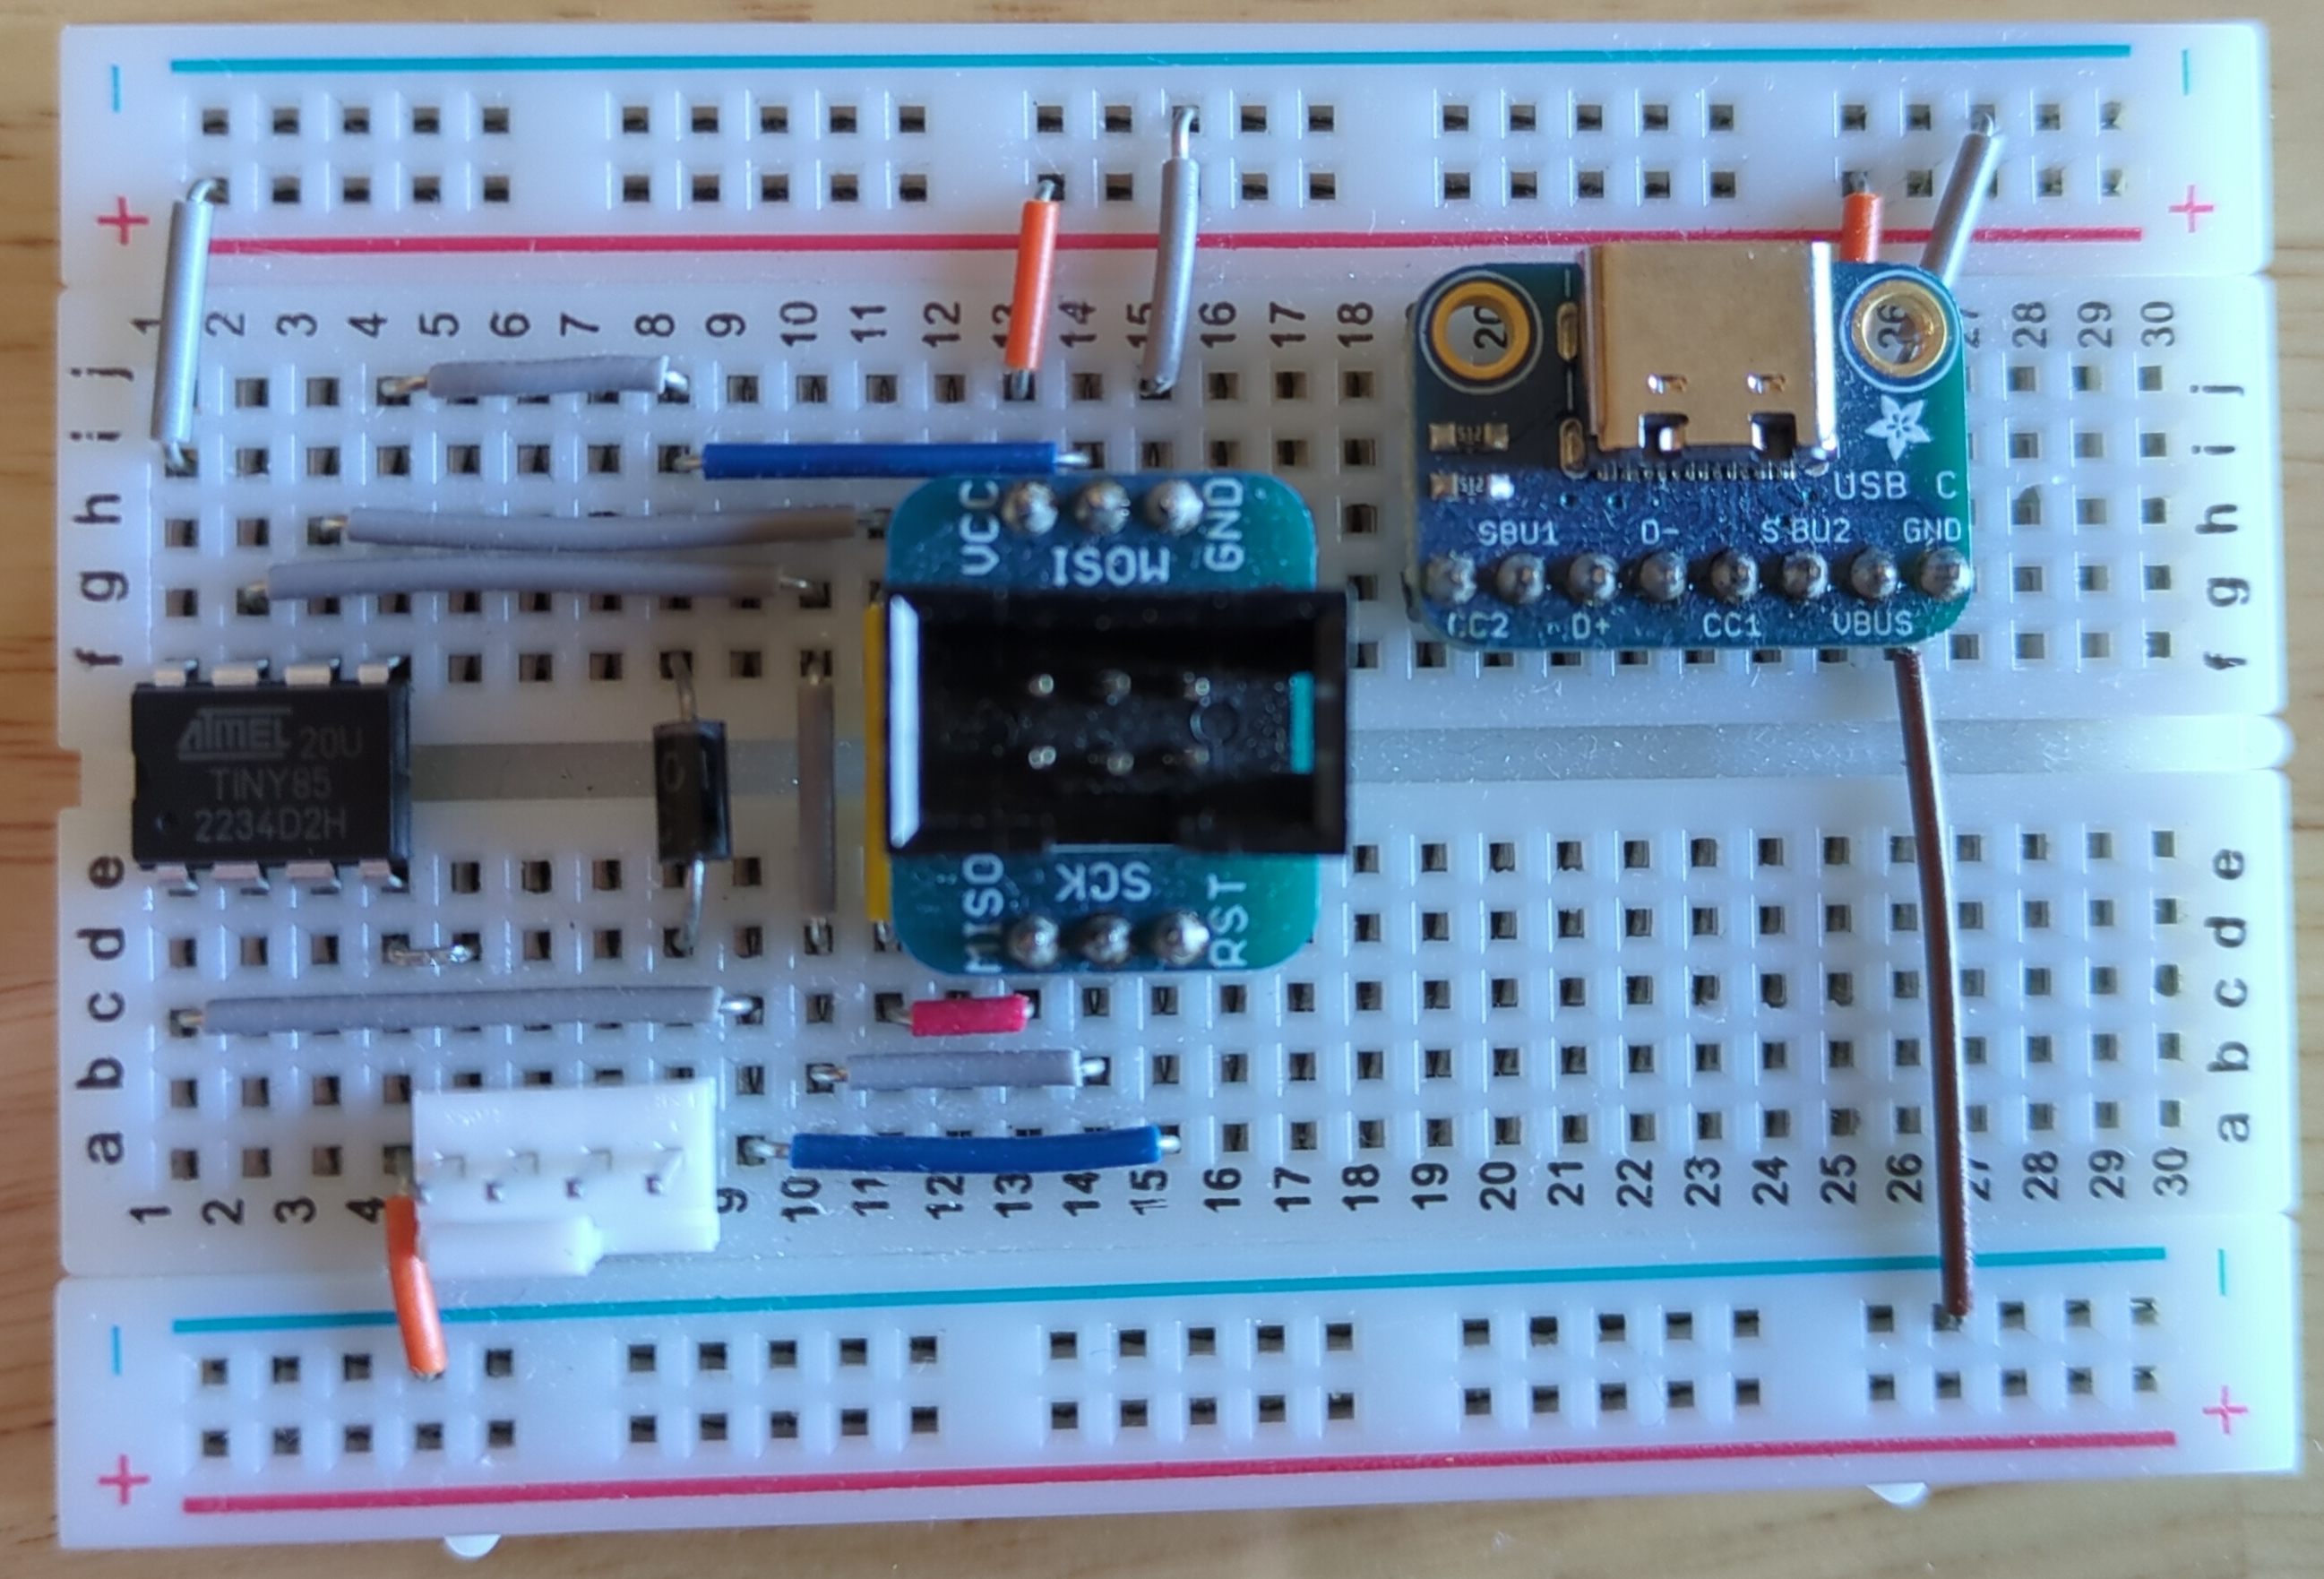 − −
+ +
1 2 3 4 5 6 7 8 9 10 11 12 13 14 15 16 17 18 20 26 27 28 29 30
j j
i i
h h
g g
f f
VCC MOSI GND
USB C
SBU1 D- SBU2 GND
CC2 D+ CC1 VBUS
ATMEL 20U
TINY85
2234D2H
MISO SCK RST
e e
d d
c c
b b
a a
1 2 3 4 9 10 11 12 13 14 15 16 17 18 19 20 21 22 23 24 25 26 27 28 29 30
− −
+ +